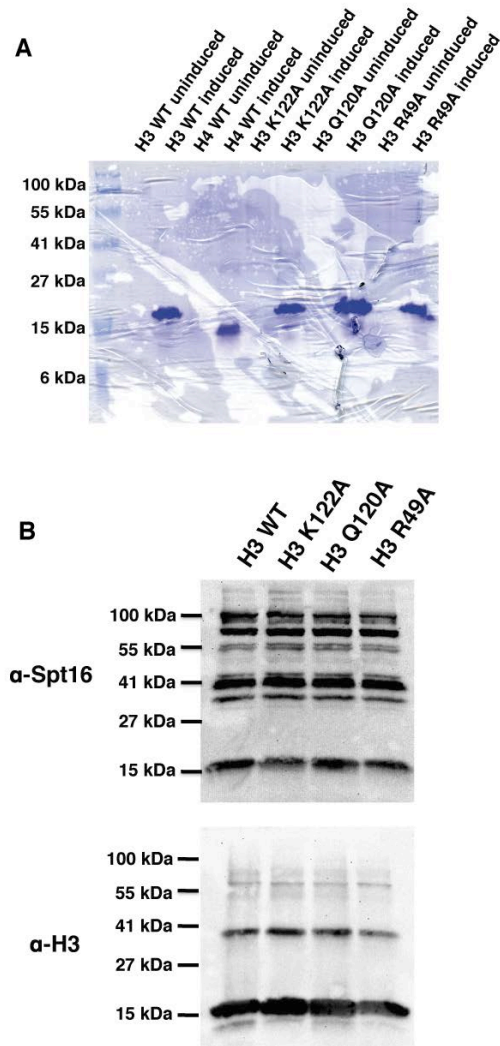 A
H3 WT uninduced
H3 WT induced
H4 WT uninduced
H4 WT induced
H3 K122A uninduced
H3 K122A induced
H3 Q120A uninduced
H3 Q120A induced
H3 R49A uninduced
H3 R49A induced
100 kDa
55 kDa
41 kDa
27 kDa
15 kDa
6 kDa
B
H3 WT
H3 K122A
H3 Q120A
H3 R49A
α-Spt16
100 kDa
55 kDa
41 kDa
27 kDa
15 kDa
α-H3
100 kDa
55 kDa
41 kDa
27 kDa
15 kDa